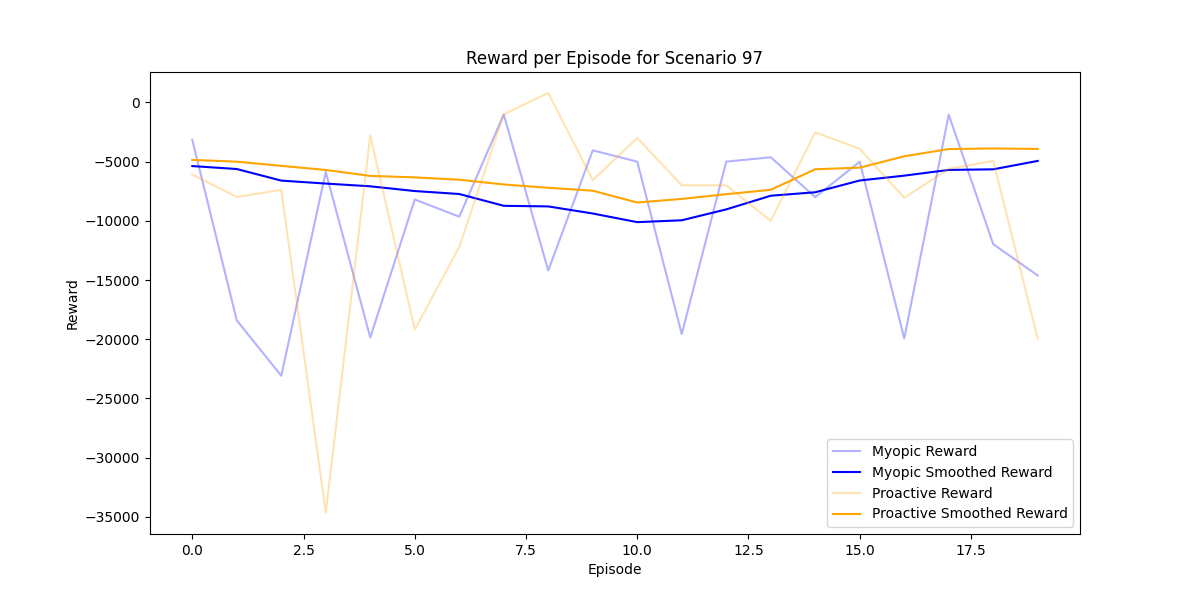 Reward per Episode for Scenario 97
Reward
0
−5000
−10000
−15000
−20000
−25000
−30000
−35000
0.0 2.5 5.0 7.5 10.0 12.5 15.0 17.5
Episode
Myopic Reward
Myopic Smoothed Reward
Proactive Reward
Proactive Smoothed Reward